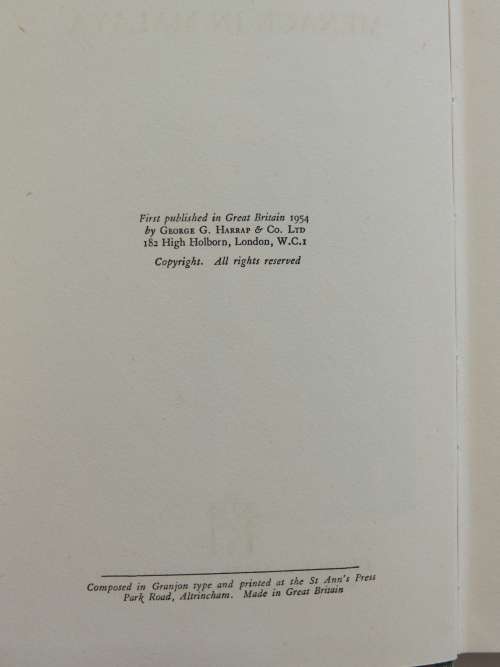 First published in Great Britain 1954
by George G. Harrap & Co. Ltd
182 High Holborn, London, W.C.1
Copyright. All rights reserved
Composed in Granjon type and printed at the St Ann's Press
Park Road, Altrincham. Made in Great Britain